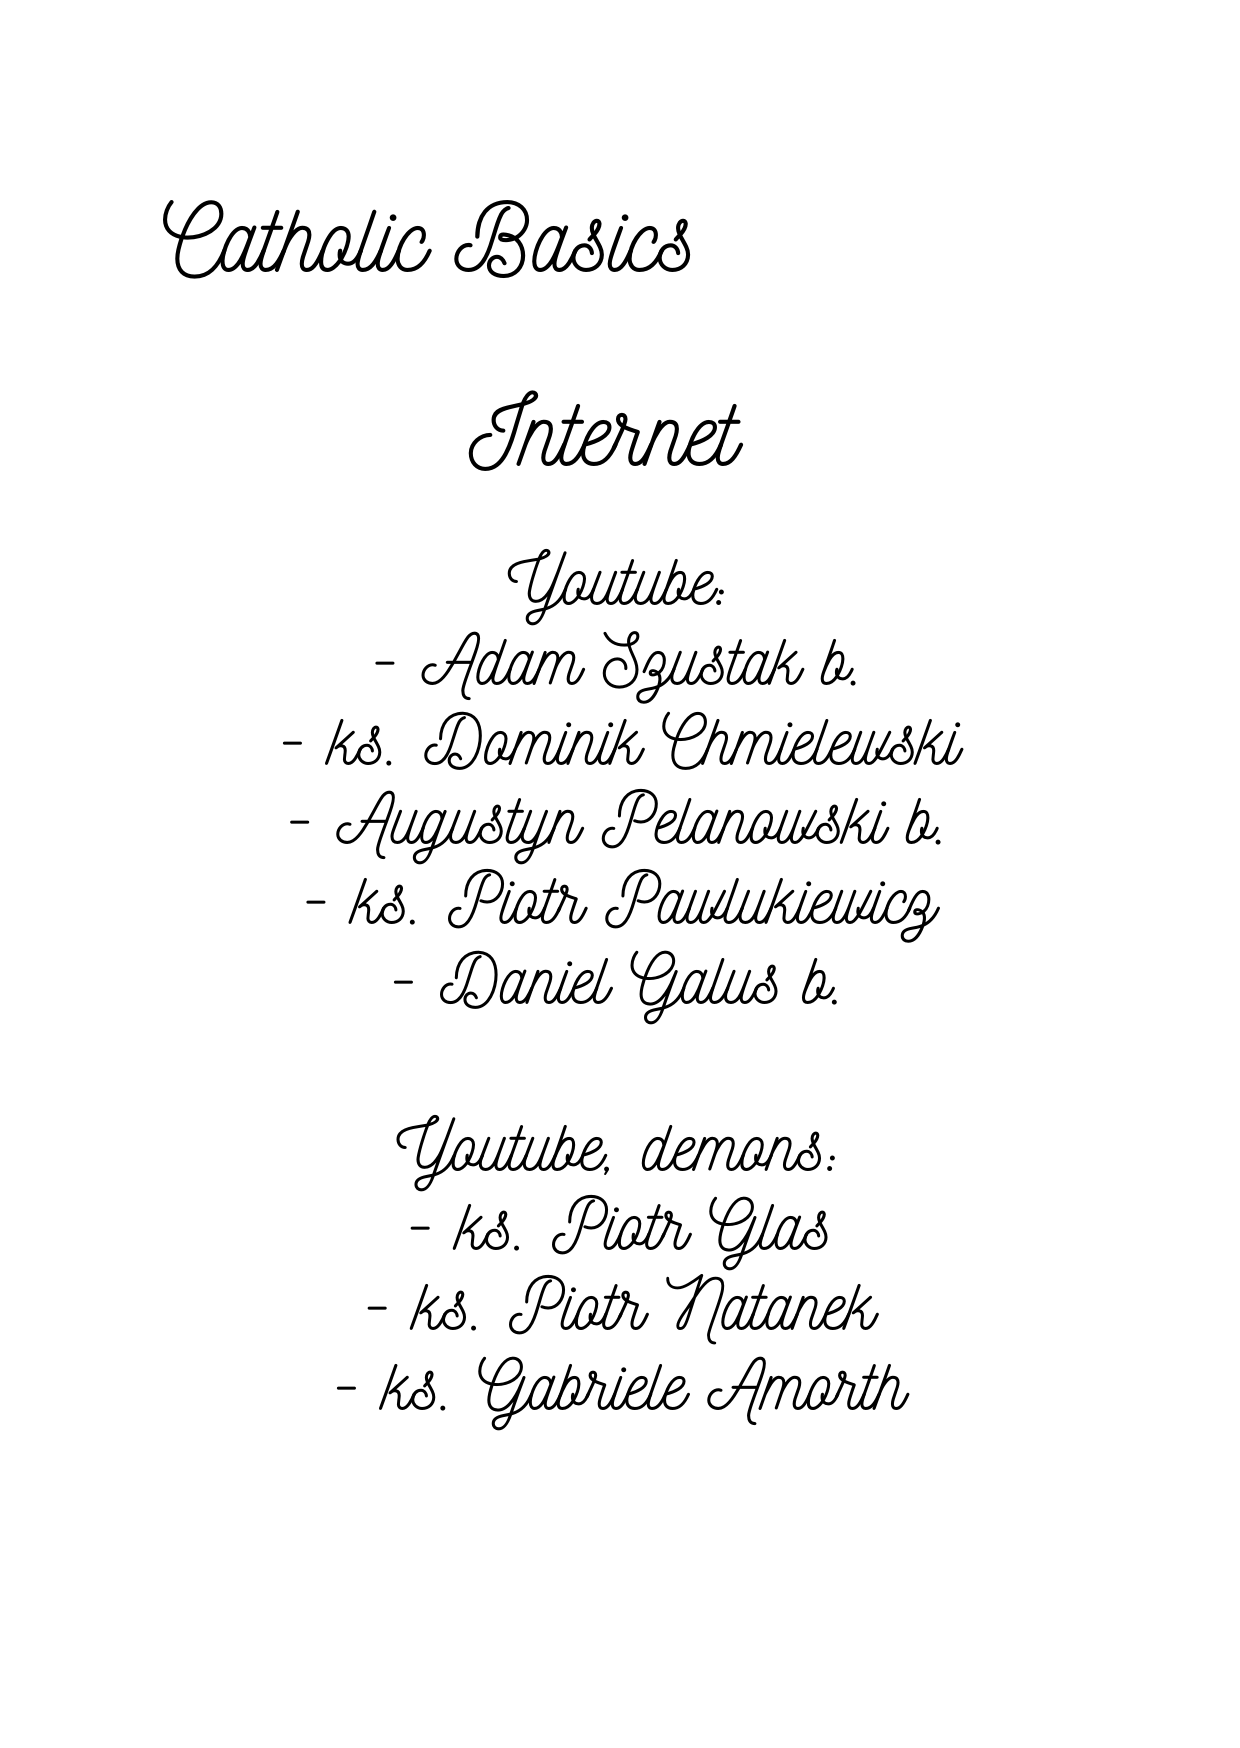 Catholic Basics
Internet
Youtube:
- Adam Szustak b.
- ks. Dominik Chmielewski
- Augustyn Pelanowski b.
- ks. Piotr Pawlukiewicz
- Daniel Galus b.
Youtube, demons:
- ks. Piotr Glas
- ks. Piotr Natanek
- ks. Gabriele Amorth